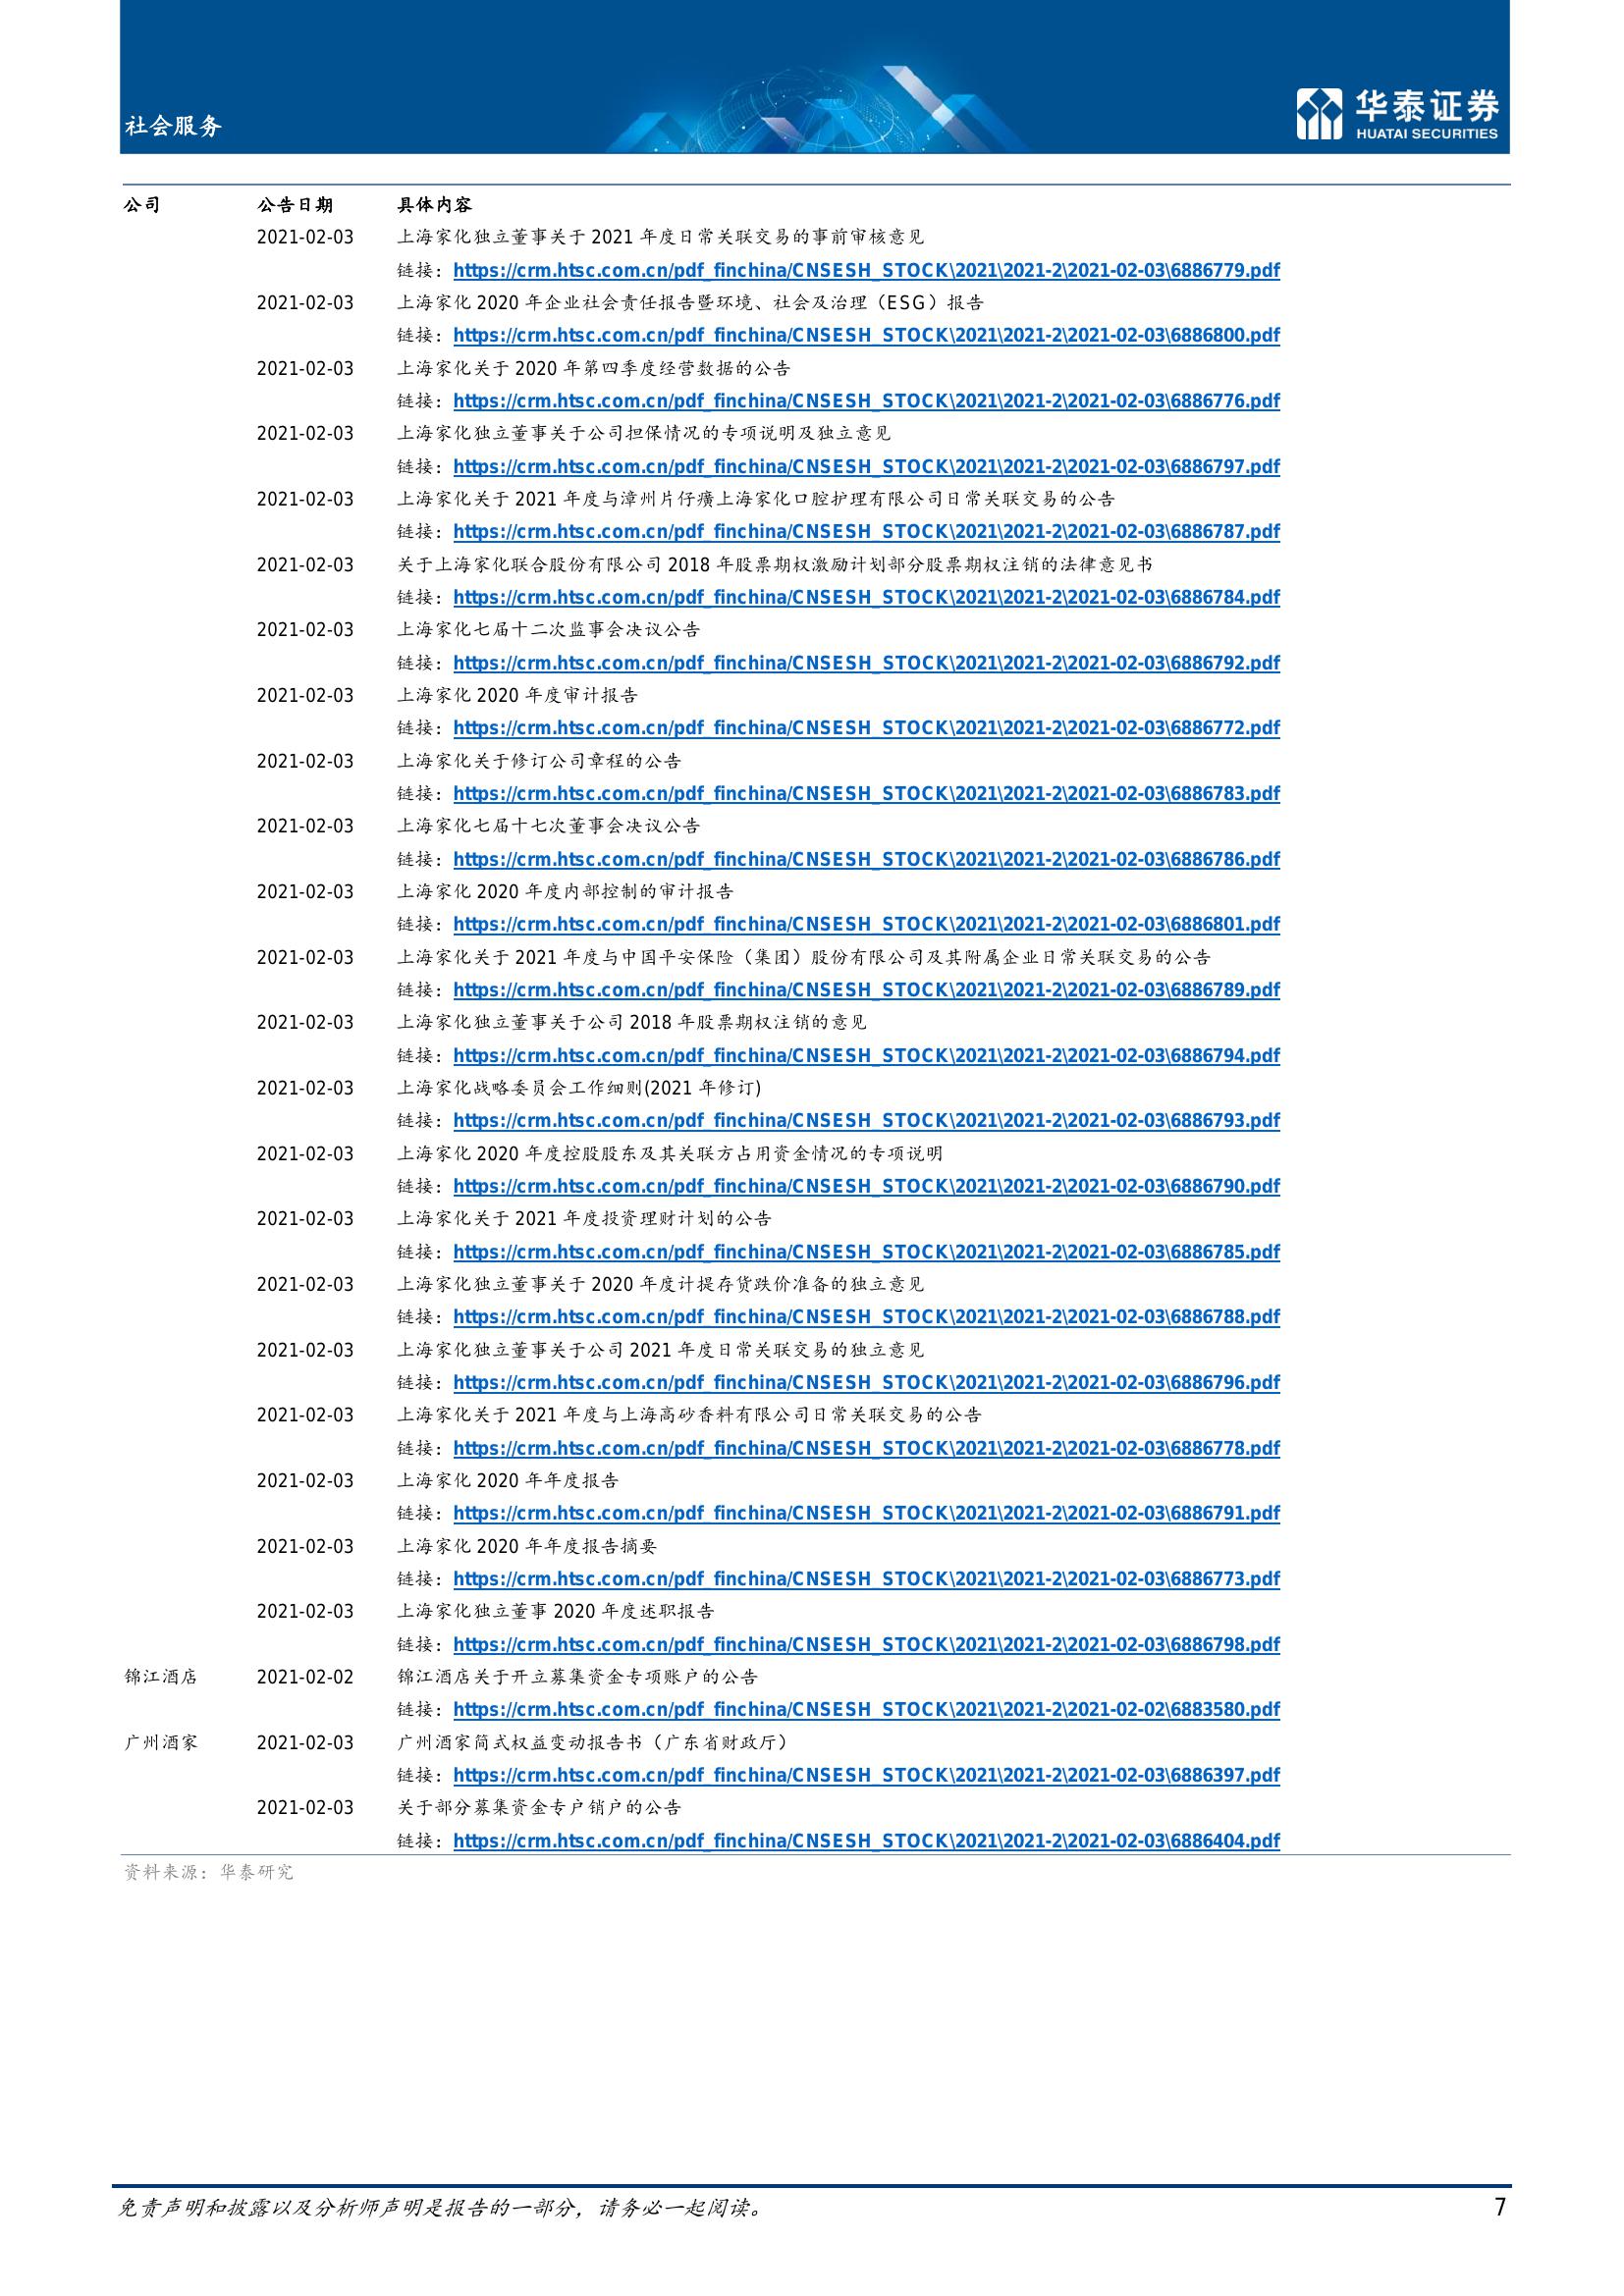 社会服务
华泰证券
HUATAI SECURITIES
公司 公告日期 具体内容
2021-02-03 上海家化独立董事关于 2021 年度日常关联交易的事前审核意见
链接：https://crm.htsc.com.cn/pdf_finchina/CNSESH_STOCK\2021\2021-2\2021-02-03\6886779.pdf
2021-02-03 上海家化 2020 年企业社会责任报告暨环境、社会及治理（ESG）报告
链接：https://crm.htsc.com.cn/pdf_finchina/CNSESH_STOCK\2021\2021-2\2021-02-03\6886800.pdf
2021-02-03 上海家化关于 2020 年第四季度经营数据的公告
链接：https://crm.htsc.com.cn/pdf_finchina/CNSESH_STOCK\2021\2021-2\2021-02-03\6886776.pdf
2021-02-03 上海家化独立董事关于公司担保情况的专项说明及独立意见
链接：https://crm.htsc.com.cn/pdf_finchina/CNSESH_STOCK\2021\2021-2\2021-02-03\6886797.pdf
2021-02-03 上海家化关于 2021 年度与漳州片仔癀上海家化口腔护理有限公司日常关联交易的公告
链接：https://crm.htsc.com.cn/pdf_finchina/CNSESH_STOCK\2021\2021-2\2021-02-03\6886787.pdf
2021-02-03 关于上海家化联合股份有限公司 2018 年股票期权激励计划部分股票期权注销的法律意见书
链接：https://crm.htsc.com.cn/pdf_finchina/CNSESH_STOCK\2021\2021-2\2021-02-03\6886784.pdf
2021-02-03 上海家化七届十二次监事会决议公告
链接：https://crm.htsc.com.cn/pdf_finchina/CNSESH_STOCK\2021\2021-2\2021-02-03\6886792.pdf
2021-02-03 上海家化 2020 年度审计报告
链接：https://crm.htsc.com.cn/pdf_finchina/CNSESH_STOCK\2021\2021-2\2021-02-03\6886772.pdf
2021-02-03 上海家化关于修订公司章程的公告
链接：https://crm.htsc.com.cn/pdf_finchina/CNSESH_STOCK\2021\2021-2\2021-02-03\6886783.pdf
2021-02-03 上海家化七届十七次董事会决议公告
链接：https://crm.htsc.com.cn/pdf_finchina/CNSESH_STOCK\2021\2021-2\2021-02-03\6886786.pdf
2021-02-03 上海家化 2020 年度内部控制的审计报告
链接：https://crm.htsc.com.cn/pdf_finchina/CNSESH_STOCK\2021\2021-2\2021-02-03\6886801.pdf
2021-02-03 上海家化关于 2021 年度与中国平安保险（集团）股份有限公司及其附属企业日常关联交易的公告
链接：https://crm.htsc.com.cn/pdf_finchina/CNSESH_STOCK\2021\2021-2\2021-02-03\6886789.pdf
2021-02-03 上海家化独立董事关于公司 2018 年股票期权注销的意见
链接：https://crm.htsc.com.cn/pdf_finchina/CNSESH_STOCK\2021\2021-2\2021-02-03\6886794.pdf
2021-02-03 上海家化战略委员会工作细则(2021 年修订)
链接：https://crm.htsc.com.cn/pdf_finchina/CNSESH_STOCK\2021\2021-2\2021-02-03\6886793.pdf
2021-02-03 上海家化 2020 年度控股股东及其关联方占用资金情况的专项说明
链接：https://crm.htsc.com.cn/pdf_finchina/CNSESH_STOCK\2021\2021-2\2021-02-03\6886790.pdf
2021-02-03 上海家化关于 2021 年度投资理财计划的公告
链接：https://crm.htsc.com.cn/pdf_finchina/CNSESH_STOCK\2021\2021-2\2021-02-03\6886785.pdf
2021-02-03 上海家化独立董事关于 2020 年度计提存货跌价准备的独立意见
链接：https://crm.htsc.com.cn/pdf_finchina/CNSESH_STOCK\2021\2021-2\2021-02-03\6886788.pdf
2021-02-03 上海家化独立董事关于公司 2021 年度日常关联交易的独立意见
链接：https://crm.htsc.com.cn/pdf_finchina/CNSESH_STOCK\2021\2021-2\2021-02-03\6886796.pdf
2021-02-03 上海家化关于 2021 年度与上海高砂香料有限公司日常关联交易的公告
链接：https://crm.htsc.com.cn/pdf_finchina/CNSESH_STOCK\2021\2021-2\2021-02-03\6886778.pdf
2021-02-03 上海家化 2020 年年度报告
链接：https://crm.htsc.com.cn/pdf_finchina/CNSESH_STOCK\2021\2021-2\2021-02-03\6886791.pdf
2021-02-03 上海家化 2020 年年度报告摘要
链接：https://crm.htsc.com.cn/pdf_finchina/CNSESH_STOCK\2021\2021-2\2021-02-03\6886773.pdf
2021-02-03 上海家化独立董事 2020 年度述职报告
链接：https://crm.htsc.com.cn/pdf_finchina/CNSESH_STOCK\2021\2021-2\2021-02-03\6886798.pdf
锦江酒店 2021-02-02 锦江酒店关于开立募集资金专项账户的公告
链接：https://crm.htsc.com.cn/pdf_finchina/CNSESH_STOCK\2021\2021-2\2021-02-02\6883580.pdf
广州酒家 2021-02-03 广州酒家简式权益变动报告书（广东省财政厅）
链接：https://crm.htsc.com.cn/pdf_finchina/CNSESH_STOCK\2021\2021-2\2021-02-03\6886397.pdf
2021-02-03 关于部分募集资金专户销户的公告
链接：https://crm.htsc.com.cn/pdf_finchina/CNSESH_STOCK\2021\2021-2\2021-02-03\6886404.pdf
资料来源：华泰研究
免责声明和披露以及分析师声明是报告的一部分，请务必一起阅读。 7